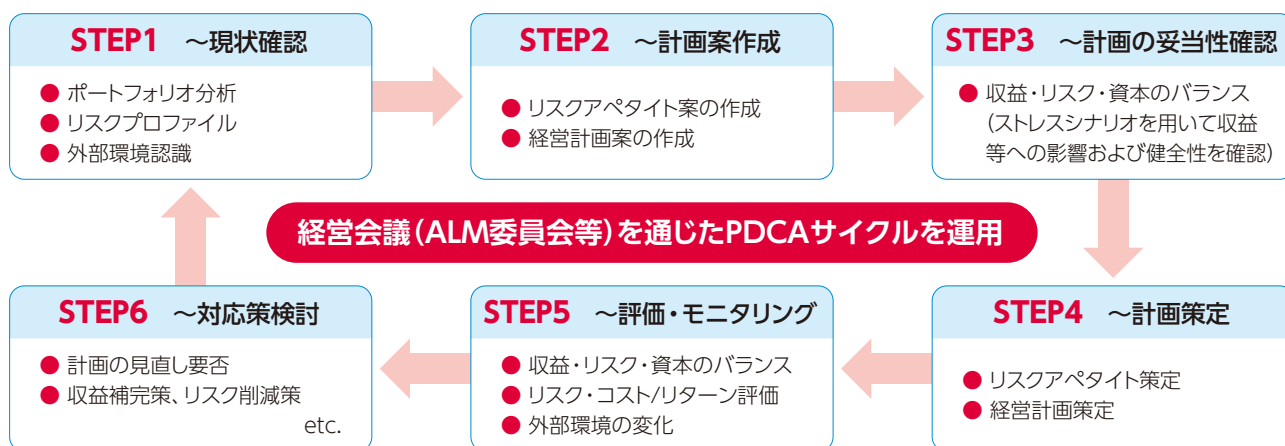 STEP1 ～現状確認
● ポートフォリオ分析
● リスクプロファイル
● 外部環境認識
STEP2 ～計画案作成
● リスクアペタイト案の作成
● 経営計画案の作成
STEP3 ～計画の妥当性確認
● 収益・リスク・資本のバランス
（ストレスシナリオを用いて収益
等への影響および健全性を確認）
経営会議（ALM委員会等）を通じたPDCAサイクルを運用
STEP4 ～計画策定
● リスクアペタイト策定
● 経営計画策定
STEP5 ～評価・モニタリング
● 収益・リスク・資本のバランス
● リスク・コスト/リターン評価
● 外部環境の変化
STEP6 ～対応策検討
● 計画の見直し要否
● 収益補完策、リスク削減策
etc.